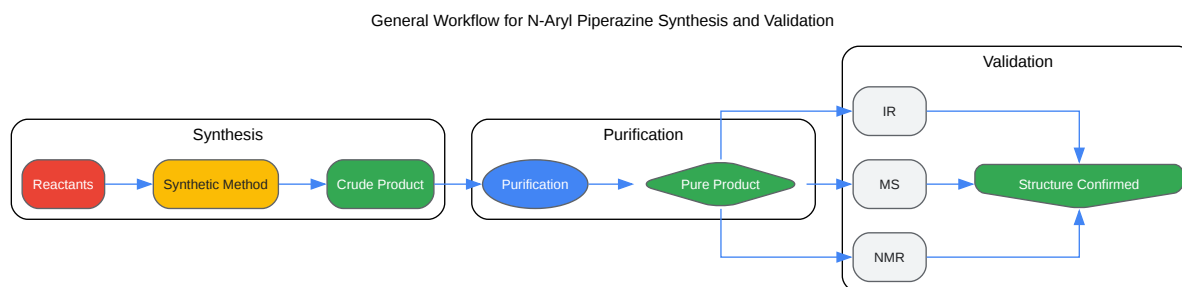 General Workflow for N-Aryl Piperazine Synthesis and Validation
Synthesis
Reactants
Synthetic Method
Crude Product
Purification
Purification
Pure Product
Validation
IR
MS
NMR
Structure Confirmed